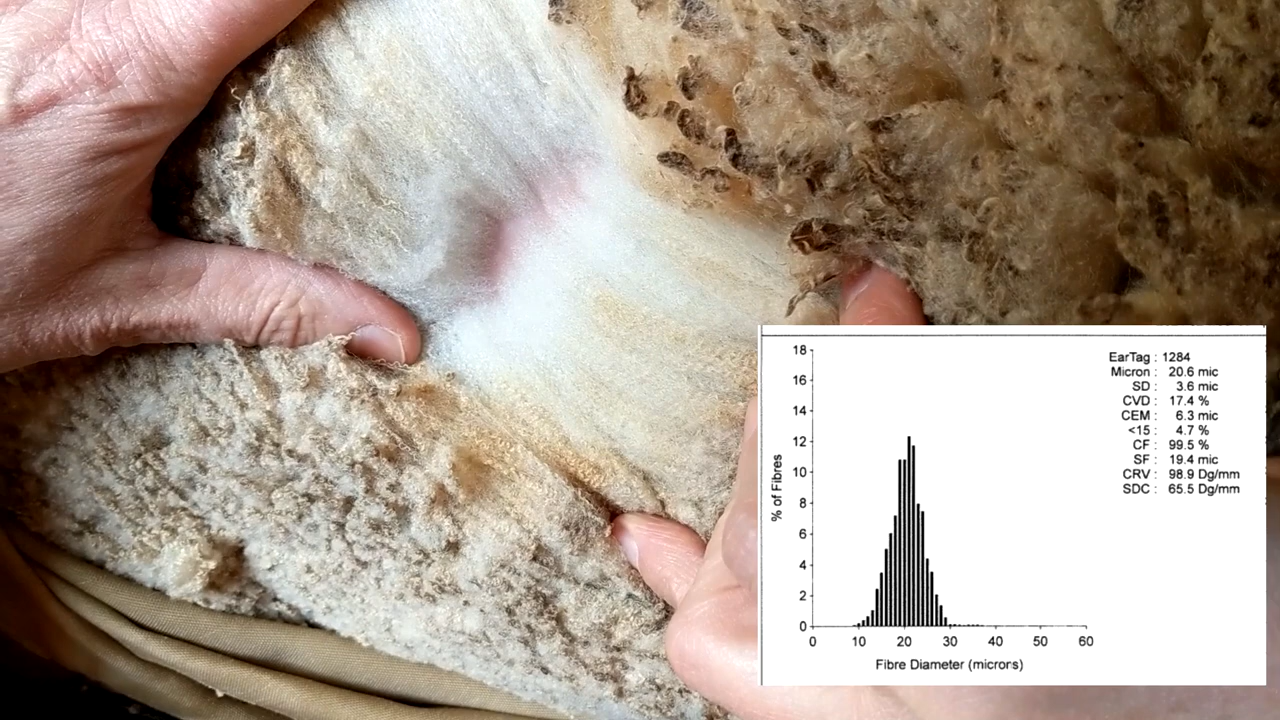 18
16
14
12
10
8
6
4
2
0
% of Fibres
0 10 20 30 40 50 60
Fibre Diameter (microns)
EarTag : 1284
Micron : 20.6 mic
SD : 3.6 mic
CVD : 17.4 %
CEM : 6.3 mic
<15 : 4.7 %
CF : 99.5 %
SF : 19.4 mic
CRV : 98.9 Dg/mm
SDC : 65.5 Dg/mm